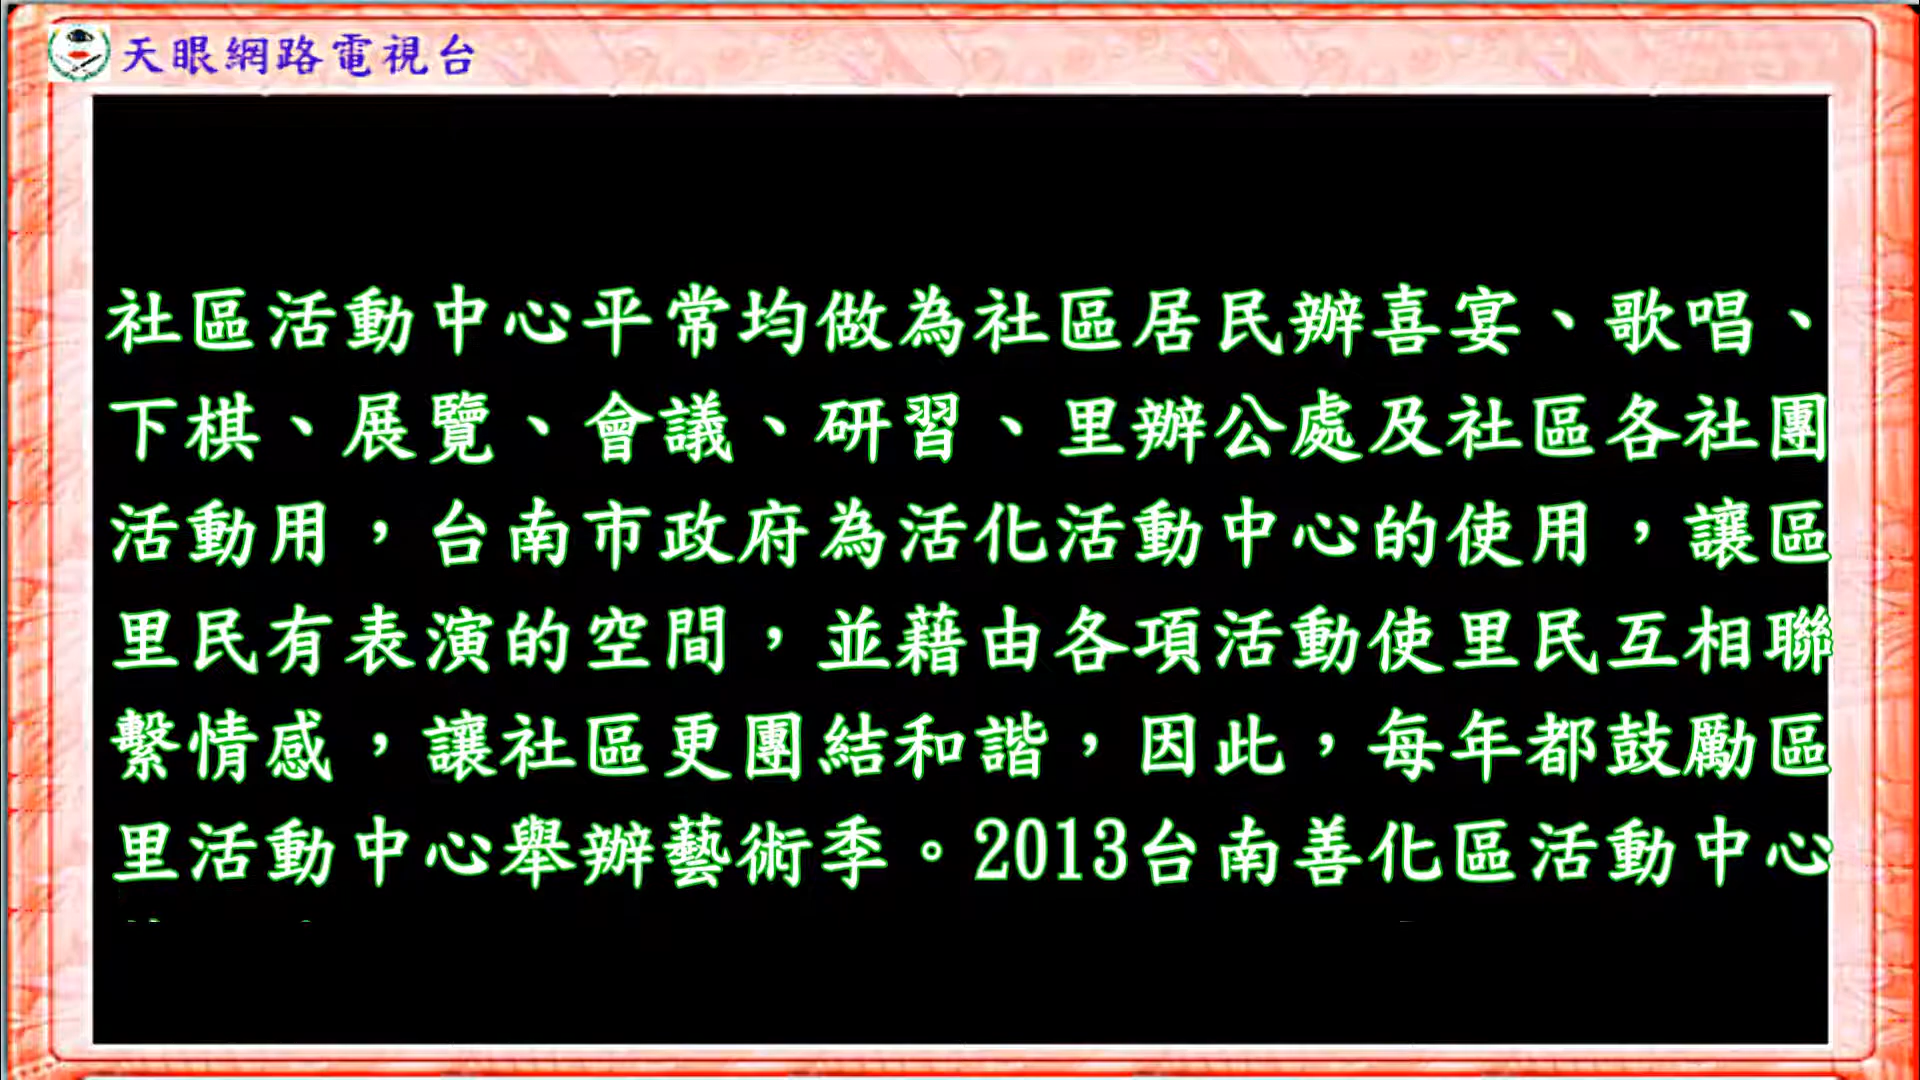 天眼網路電視台
社區活動中心平常均做為社區居民辦喜宴、歌唱、
下棋、展覽、會議、研習、里辦公處及社區各社團
活動用，台南市政府為活化活動中心的使用，讓區
里民有表演的空間，並藉由各項活動使里民互相聯
繫情感，讓社區更團結和諧，因此，每年都鼓勵區
里活動中心舉辦藝術季。2013台南善化區活動中心